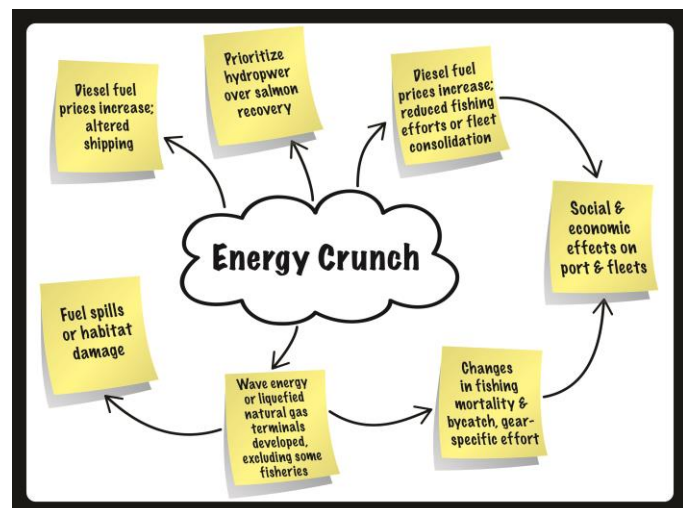 Diesel fuel
prices increase;
altered
shipping
Prioritize
hydropwer
over salmon
recovery
Diesel fuel
prices increase;
reduced fishing
efforts or fleet
consolidation
Social &
economic
effects on
port & fleets
Energy Crunch
Fuel spills
or habitat
damage
Wave energy
or liquefied
natural gas
terminals
developed,
excluding some
fisheries
Changes
in fishing
mortality &
bycatch, gear-
specific effort